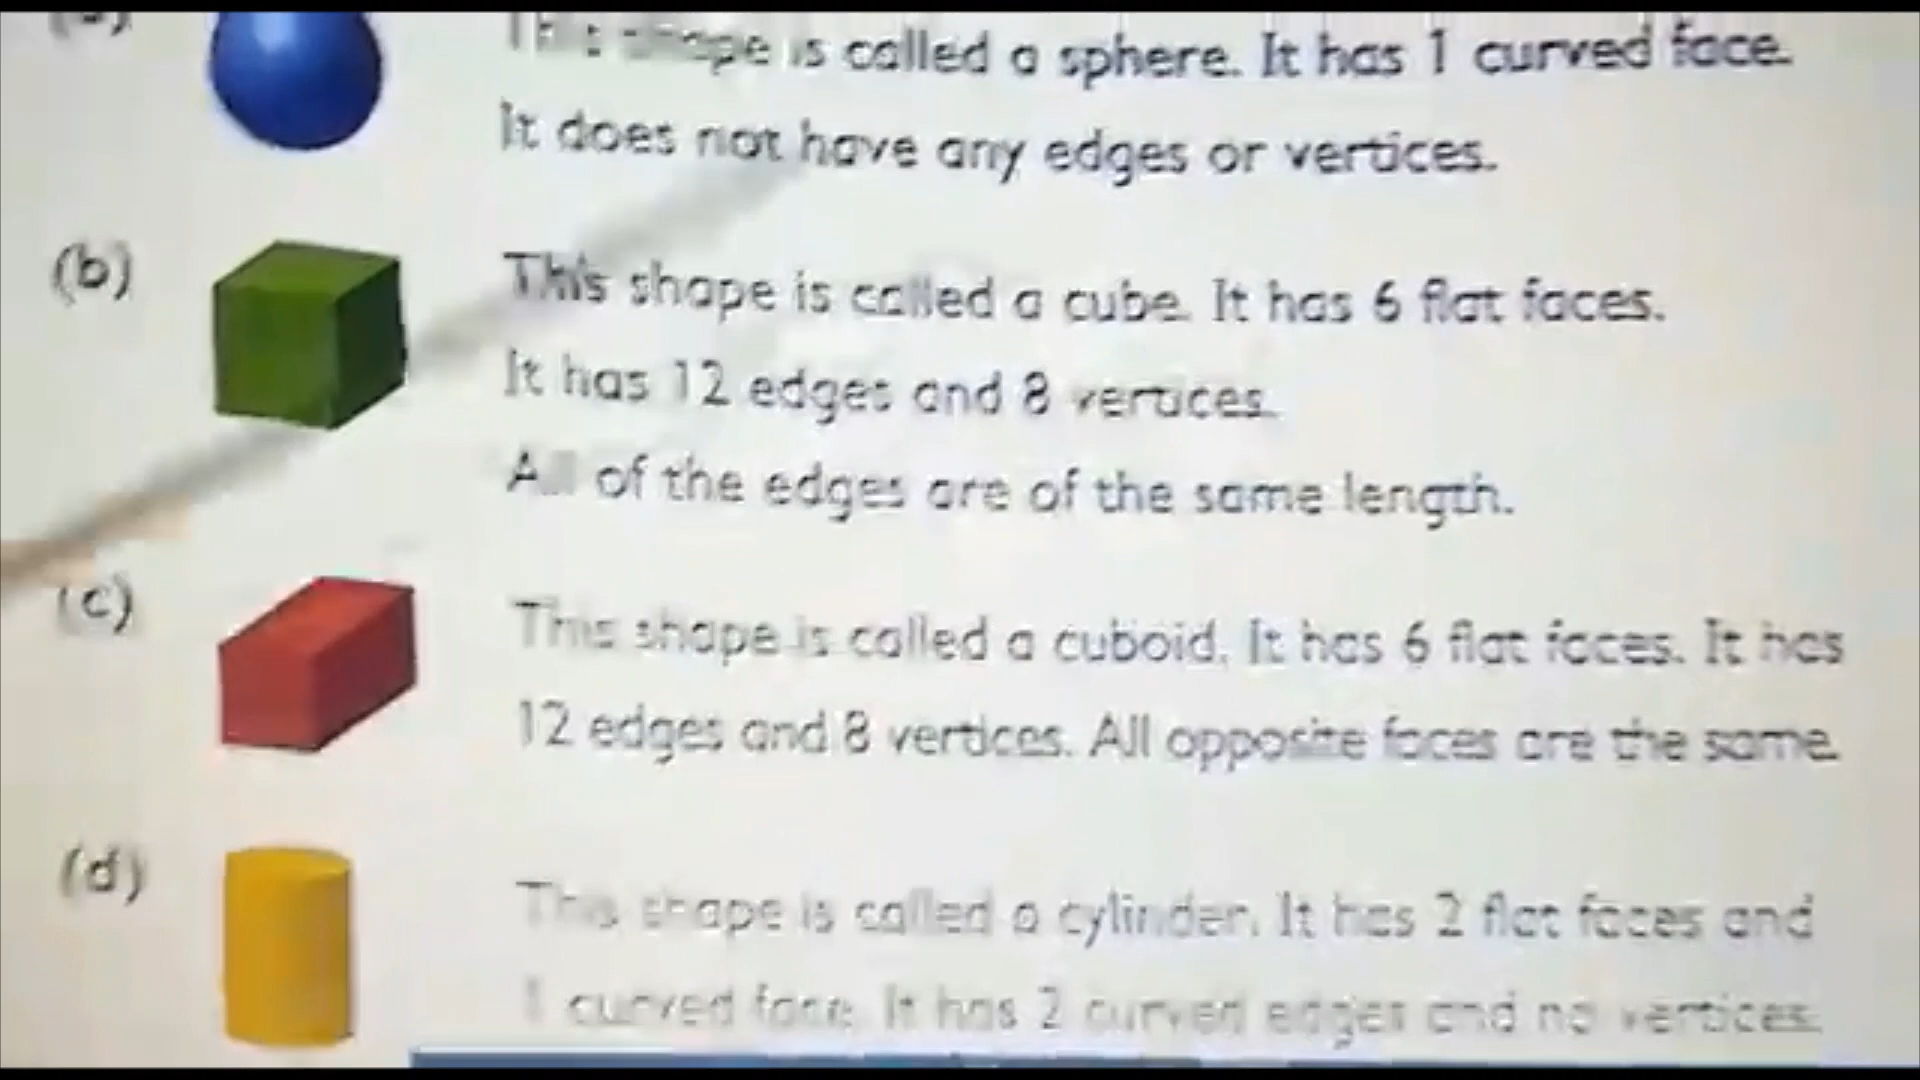 (a)
This shape is called a sphere. It has 1 curved face.
It does not have any edges or vertices.
(b)
This shape is called a cube. It has 6 flat faces.
It has 12 edges and 8 vertices.
All of the edges are of the same length.
(c)
This shape is called a cuboid. It has 6 flat faces. It has
12 edges and 8 vertices. All opposite faces are the same.
(d)
This shape is called a cylinder. It has 2 flat faces and
1 curved face. It has 2 curved edges and no vertices.